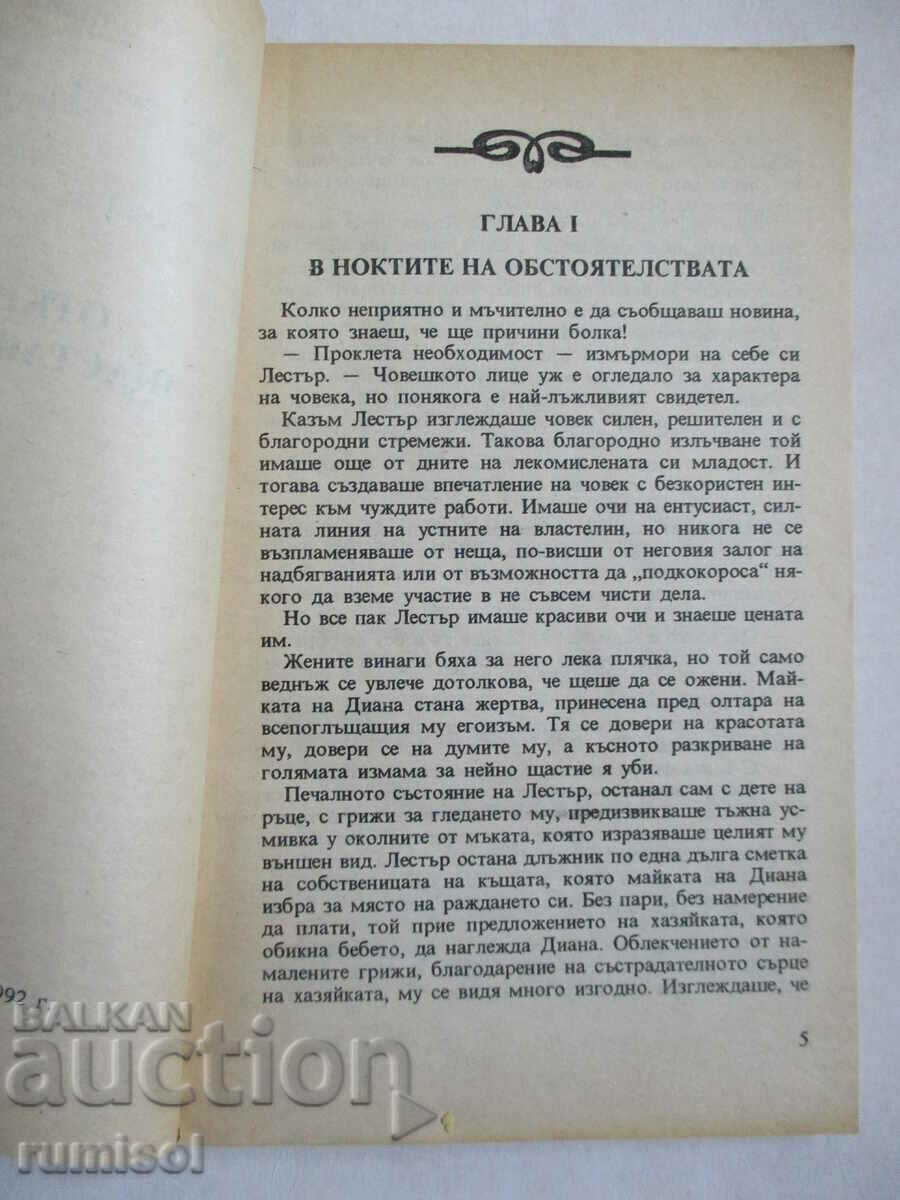 ГЛАВА I
В НОКТИТЕ НА ОБСТОЯТЕЛСТВАТА
Колко неприятно и мъчително е да съобщаваш новина,
за която знаеш, че ще причини болка!
— Проклета необходимост — измърмори на себе си
Лестър. — Човешкото лице уж е огледало за характера
на човека, но понякога е най-лъжливият свидетел.
Казъм Лестър изглеждаше човек силен, решителен и с
благородни стремежи. Такова благородно излъчване той
имаше още от дните на лекомислената си младост. И
тогава създаваше впечатление на човек с безкористен ин-
терес към чуждите работи. Имаше очи на ентусиаст, сил-
ната линия на устните на властелин, но никога не се
възпламеняваше от неща, по-висши от неговия залог на
надбягванията или от възможността да „подкокороса“ ня-
кого да вземе участие в не съвсем чисти дела.
Но все пак Лестър имаше красиви очи и знаеше цената
им.
Жените винаги бяха за него лека плячка, но той само
веднъж се увлече дотолкова, че щеше да се ожени. Май-
ката на Диана стана жертва, принесена пред олтара на
всепоглъщащия му егоизъм. Тя се довери на красотата
му, довери се на думите му, а късното разкриване на
голямата измама за нейно щастие я уби.
Печалното състояние на Лестър, останал сам с дете на
ръце, с грижи за гледането му, предизвикваше тъжна ус-
мивка у околните от мъката, която изразяваше целият му
външен вид. Лестър остана длъжник по една дълга сметка
на собственицата на къщата, която майката на Диана
избра за място на раждането си. Без пари, без намерение
да плати, той прие предложението на хазяйката, която
обикна бебето, да наглежда Диана. Облекчението от на-
малените грижи, благодарение на състрадателното сърце
на хазяйката, му се видя много изгодно. Изглеждаше, че
5
992 г.
BALKAN
auction
rumisol